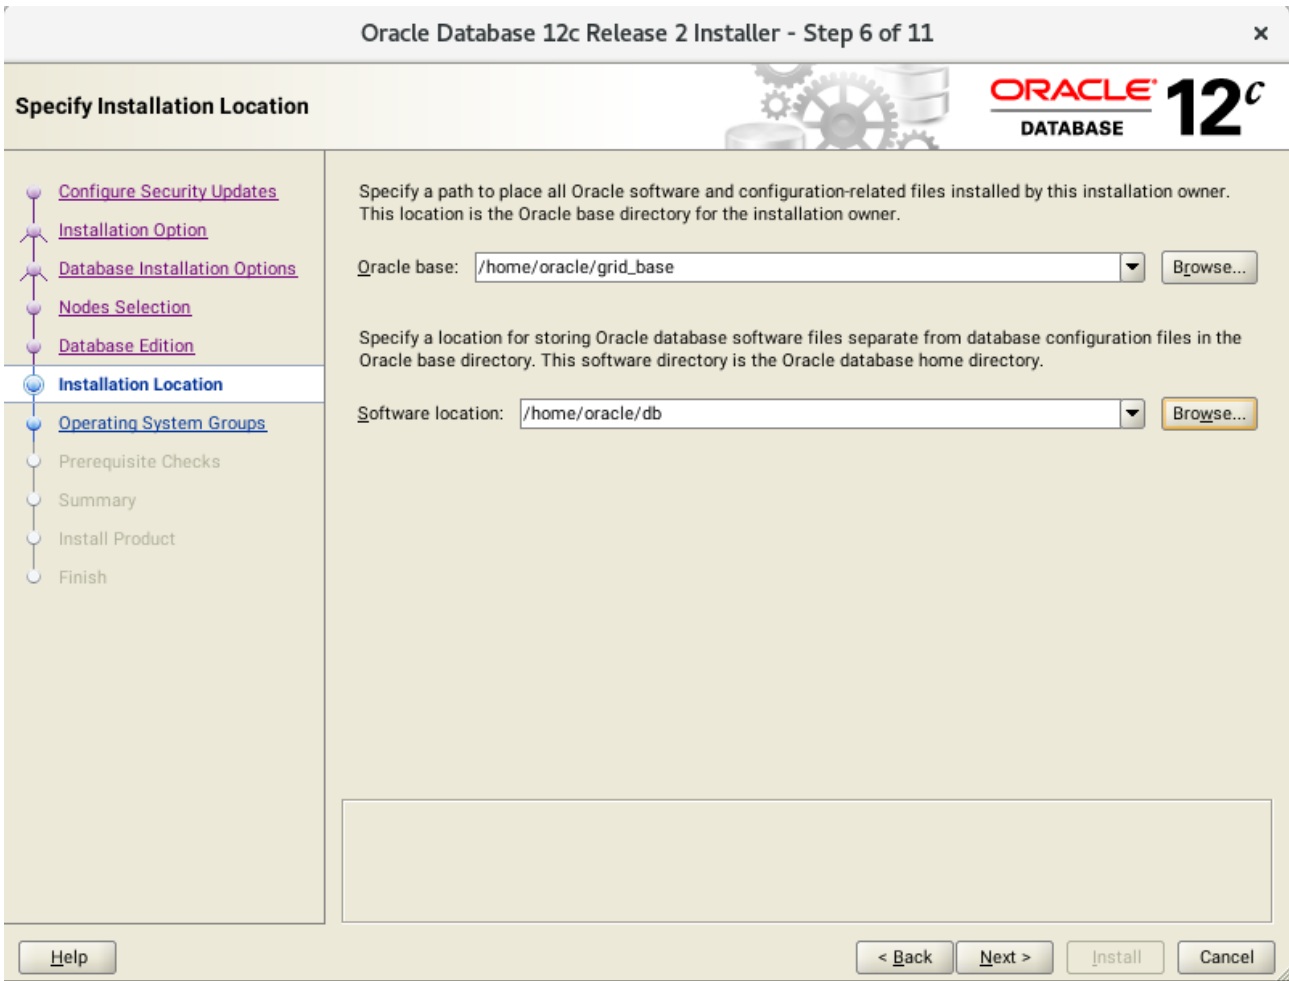 Oracle Database 12c Release 2 Installer - Step 6 of 11
Specify Installation Location
ORACLE
DATABASE
12c
Configure Security Updates
Installation Option
Database Installation Options
Nodes Selection
Database Edition
Installation Location
Operating System Groups
Prerequisite Checks
Summary
Install Product
Finish
Specify a path to place all Oracle software and configuration-related files installed by this installation owner.
This location is the Oracle base directory for the installation owner.
Oracle base: /home/oracle/grid_base Browse...
Specify a location for storing Oracle database software files separate from database configuration files in the
Oracle base directory. This software directory is the Oracle database home directory.
Software location: /home/oracle/db Browse...
Help < Back Next > Install Cancel